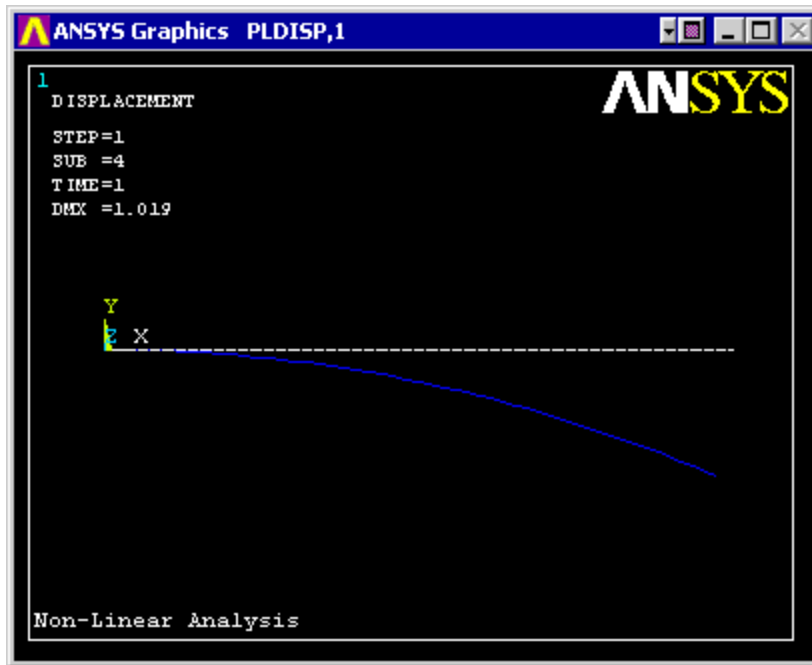 ANSYS Graphics PLDISP,1
1
ANSYS
DISPLACEMENT
STEP=1
SUB =4
TIME=1
DMX =1.019
Y
Z X
Non-Linear Analysis